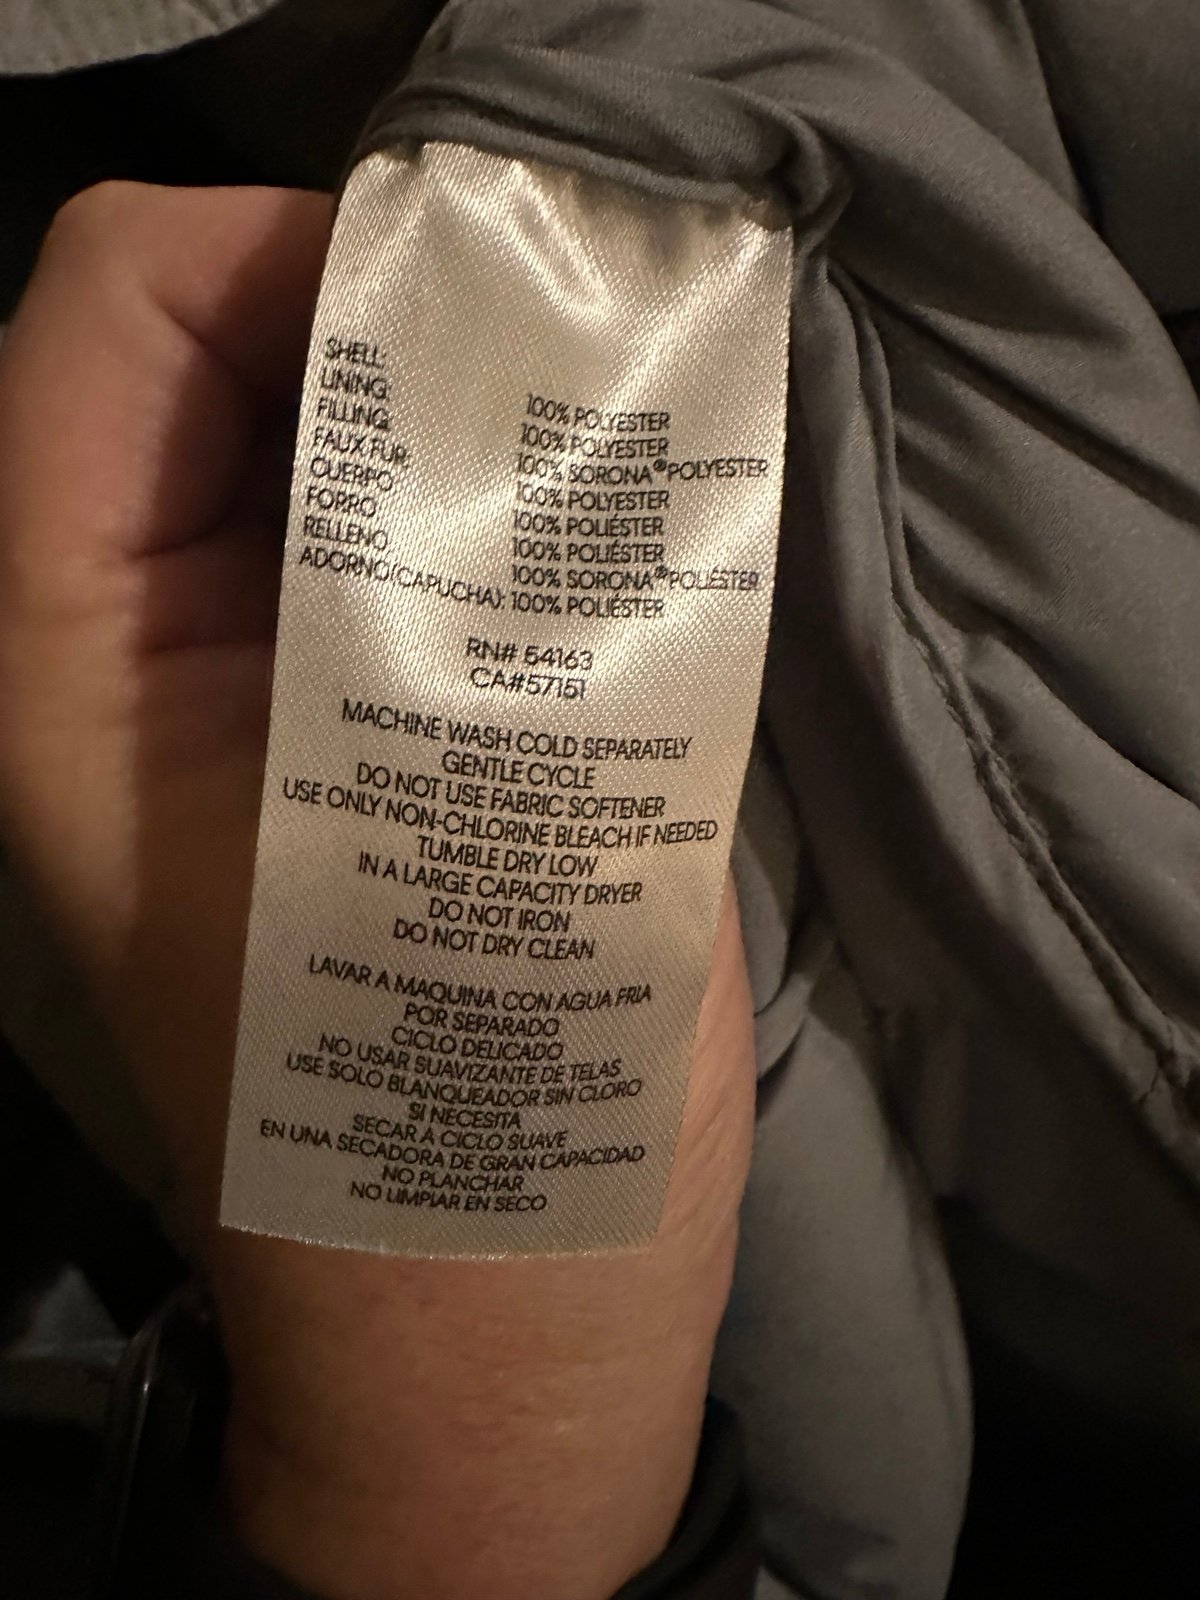 SHELL: 100% POLYESTER
LINING: 100% POLYESTER
FILLING: 100% SORONA® POLYESTER
FAUX FUR: 100% POLYESTER
CUERPO: 100% POLIÉSTER
FORRO: 100% POLIÉSTER
RELLENO: 100% SORONA® POLIÉSTER
ADORNO(CAPUCHA): 100% POLIÉSTER
RN# 54163
CA#57151
MACHINE WASH COLD SEPARATELY
GENTLE CYCLE
DO NOT USE FABRIC SOFTENER
USE ONLY NON-CHLORINE BLEACH IF NEEDED
TUMBLE DRY LOW
IN A LARGE CAPACITY DRYER
DO NOT IRON
DO NOT DRY CLEAN
LAVAR A MAQUINA CON AGUA FRIA
POR SEPARADO
CICLO DELICADO
NO USAR SUAVIZANTE DE TELAS
USE SOLO BLANQUEADOR SIN CLORO
SI NECESITA
SECAR A CICLO SUAVE
EN UNA SECADORA DE GRAN CAPACIDAD
NO PLANCHAR
NO LIMPIAR EN SECO